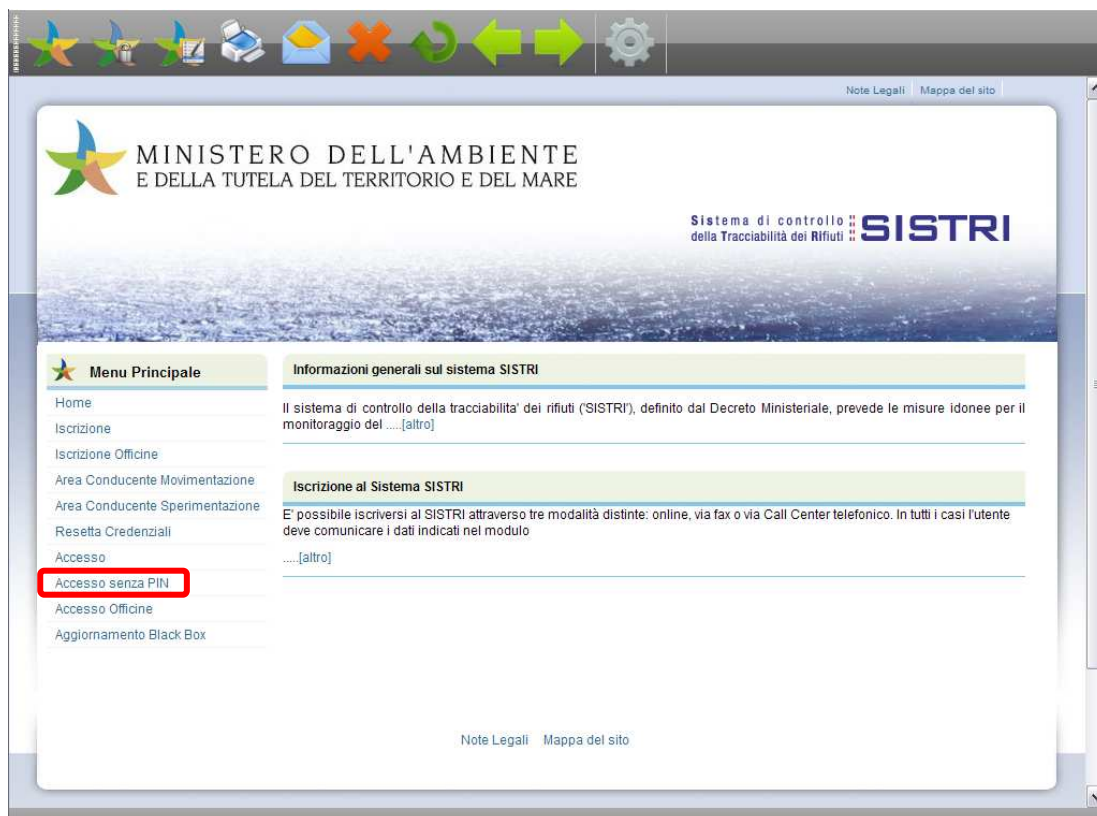 Note Legali Mappa del sito
MINISTERO DELL'AMBIENTE
E DELLA TUTELA DEL TERRITORIO E DEL MARE
Sistema di controllo
della Tracciabilità dei Rifiuti
SISTRI
Menu Principale
Home
Iscrizione
Iscrizione Officine
Area Conducente Movimentazione
Area Conducente Sperimentazione
Resetta Credenziali
Accesso
Accesso senza PIN
Accesso Officine
Aggiornamento Black Box
Informazioni generali sul sistema SISTRI
Il sistema di controllo della tracciabilita' dei rifiuti ('SISTRI'), definito dal Decreto Ministeriale, prevede le misure idonee per il
monitoraggio del .....[altro]
Iscrizione al Sistema SISTRI
E' possibile iscriversi al SISTRI attraverso tre modalità distinte: online, via fax o via Call Center telefonico. In tutti i casi l'utente
deve comunicare i dati indicati nel modulo
.....[altro]
Note Legali Mappa del sito